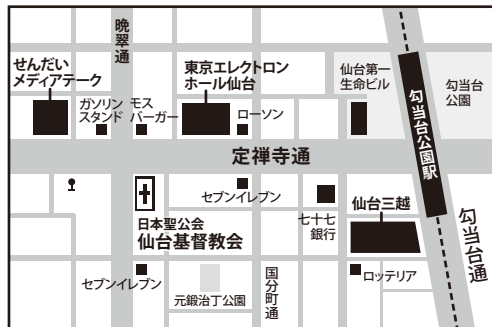 晩翠通
せんだい
メディアテーク
東京エレクトロン
ホール仙台
仙台第一
生命ビル
勾当台
公園
ガソリン
スタンド
モス
バーガー
ローソン
勾当台公園駅
定禅寺通
セブンイレブン
七十七
銀行
仙台三越
勾当台通
日本聖公会
仙台基督教会
セブンイレブン
元鍛治丁公園
国分町通
ロッテリア